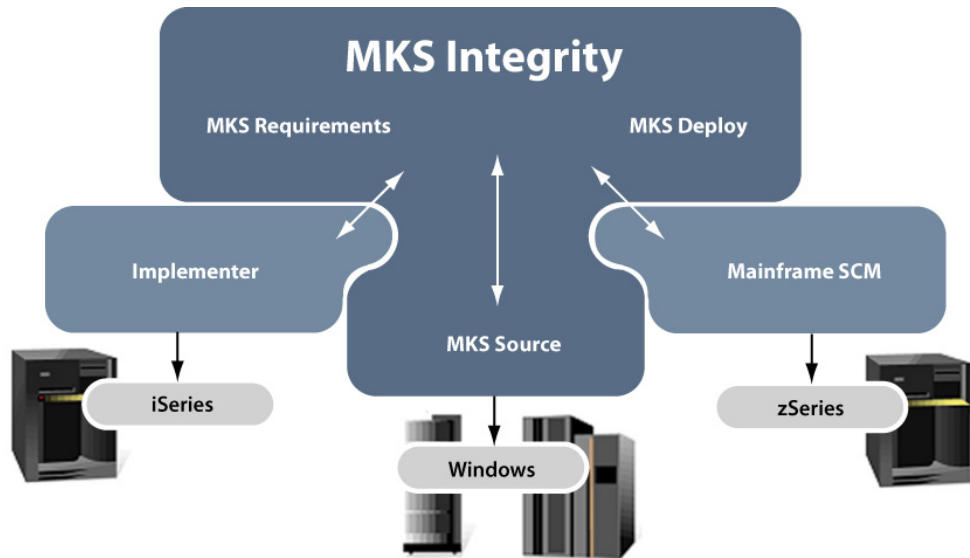 MKS Integrity
MKS Requirements
MKS Deploy
Implementer
Mainframe SCM
MKS Source
iSeries
zSeries
Windows